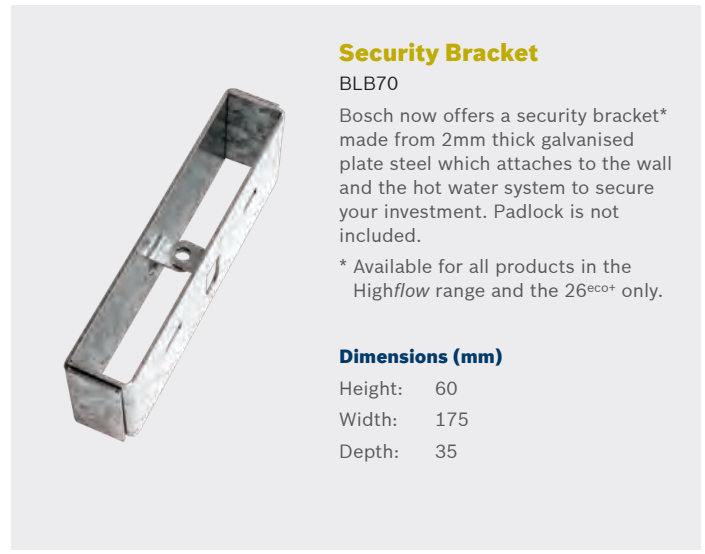 Security Bracket
BLB70
Bosch now offers a security bracket*
made from 2mm thick galvanised
plate steel which attaches to the wall
and the hot water system to secure
your investment. Padlock is not
included.
* Available for all products in the
Highflow range and the 26eco+ only.
Dimensions (mm)
Height: 60
Width: 175
Depth: 35